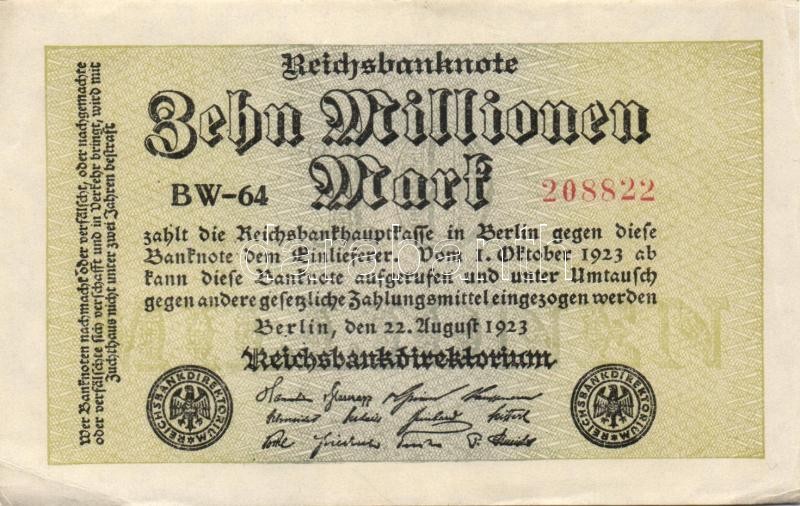 Reichsbanknote
Zehn Millionen
Mark
BW-64
208822
zahlt die Reichsbankhauptkasse in Berlin gegen diese
Banknote dem Einlieferer. Vom 1. Oktober 1923 ab
kann diese Banknote aufgerufen und unter Umtausch
gegen andere gesetzliche Zahlungsmittel eingezogen werden
Berlin, den 22. August 1923
Reichsbankdirektorium
REICHSBANKDIREKTORIUM
REICHSBANKDIREKTORIUM
Wer Banknoten nachmacht oder verfälscht, oder nachgemachte
oder verfälschte sich verschafft und in Verkehr bringt, wird mit
Zuchthaus nicht unter zwei Jahren bestraft